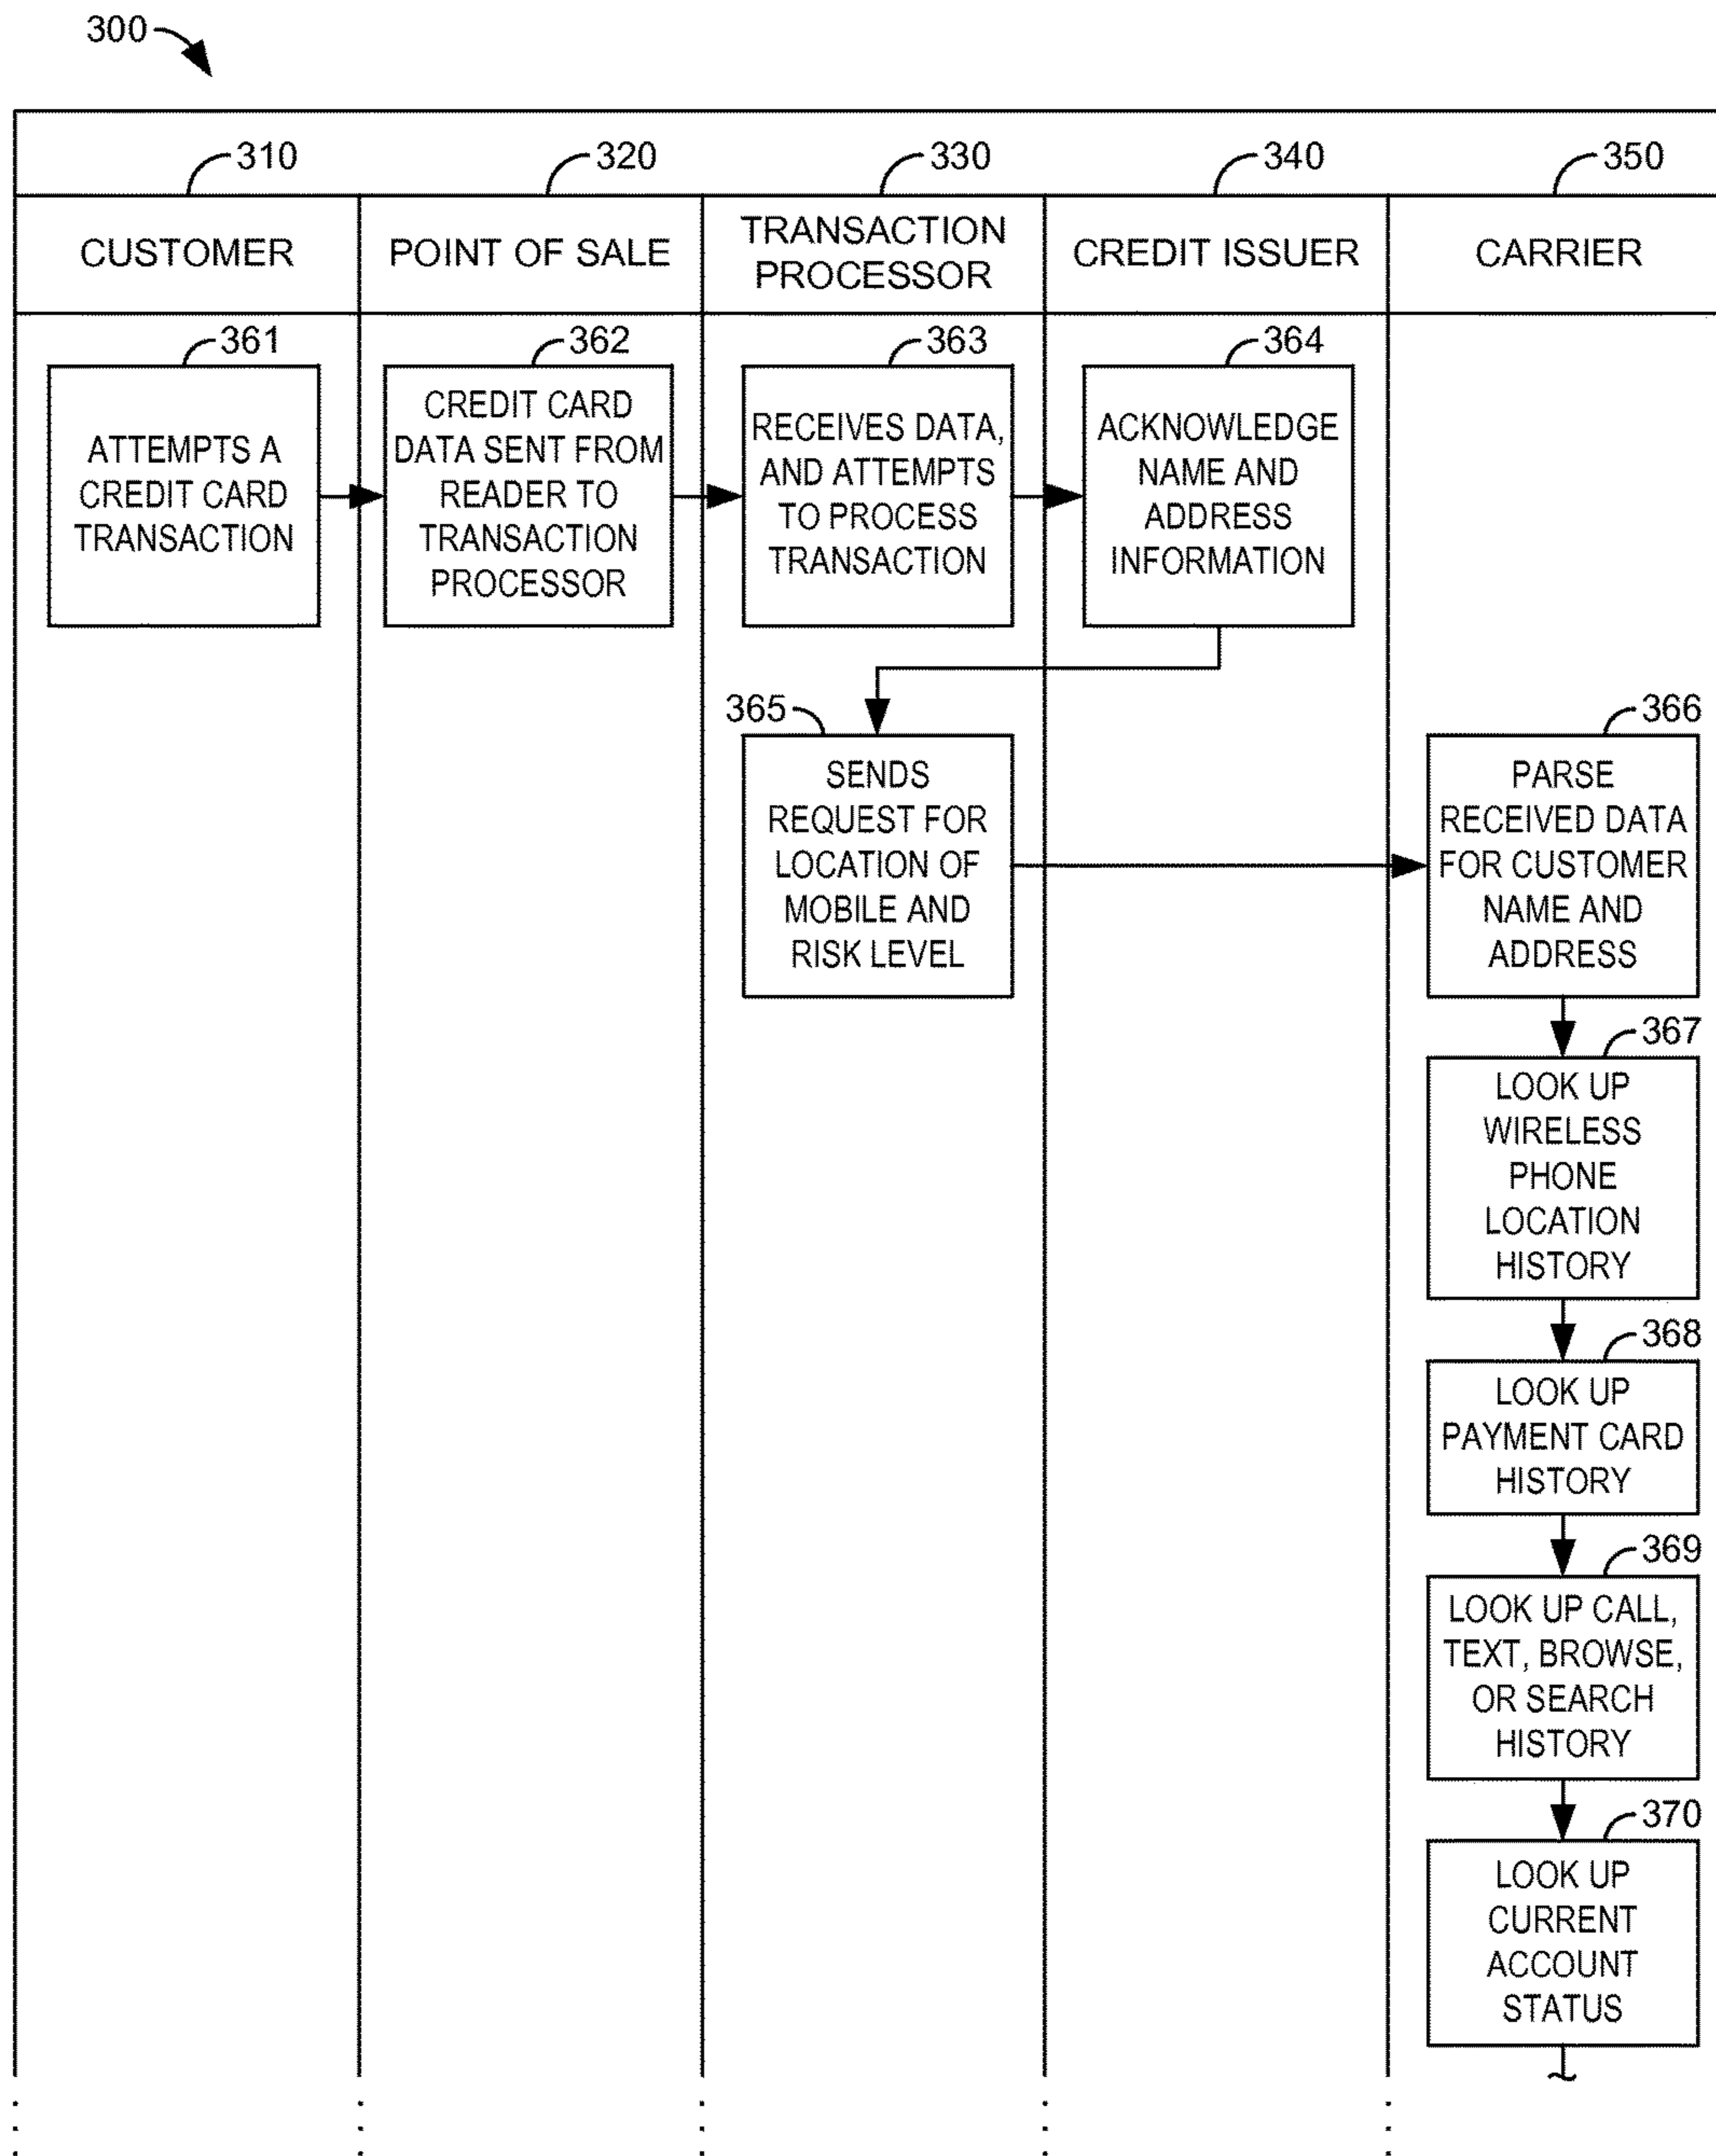 300
310
320
330
340
350
CUSTOMER
POINT OF SALE
TRANSACTION
PROCESSOR
CREDIT ISSUER
CARRIER
361
ATTEMPTS A
CREDIT CARD
TRANSACTION
362
CREDIT CARD
DATA SENT FROM
READER TO
TRANSACTION
PROCESSOR
363
RECEIVES DATA,
AND ATTEMPTS
TO PROCESS
TRANSACTION
364
ACKNOWLEDGE
NAME AND
ADDRESS
INFORMATION
365
SENDS
REQUEST FOR
LOCATION OF
MOBILE AND
RISK LEVEL
366
PARSE
RECEIVED DATA
FOR CUSTOMER
NAME AND
ADDRESS
367
LOOK UP
WIRELESS
PHONE
LOCATION
HISTORY
368
LOOK UP
PAYMENT CARD
HISTORY
369
LOOK UP CALL,
TEXT, BROWSE,
OR SEARCH
HISTORY
370
LOOK UP
CURRENT
ACCOUNT
STATUS